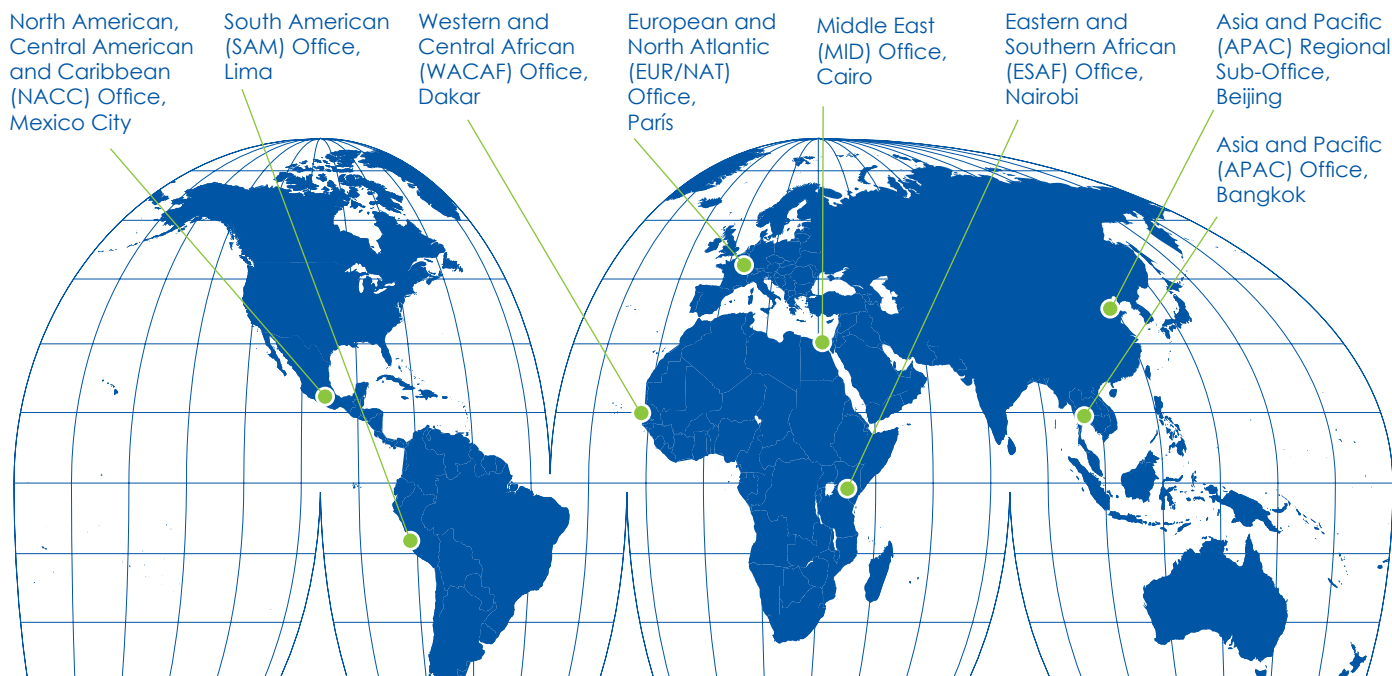 North American,
Central American
and Caribbean
(NACC) Office,
Mexico City
South American
(SAM) Office,
Lima
Western and
Central African
(WACAF) Office,
Dakar
European and
North Atlantic
(EUR/NAT)
Office,
París
Middle East
(MID) Office,
Cairo
Eastern and
Southern African
(ESAF) Office,
Nairobi
Asia and Pacific
(APAC) Regional
Sub-Office,
Beijing
Asia and Pacific
(APAC) Office,
Bangkok